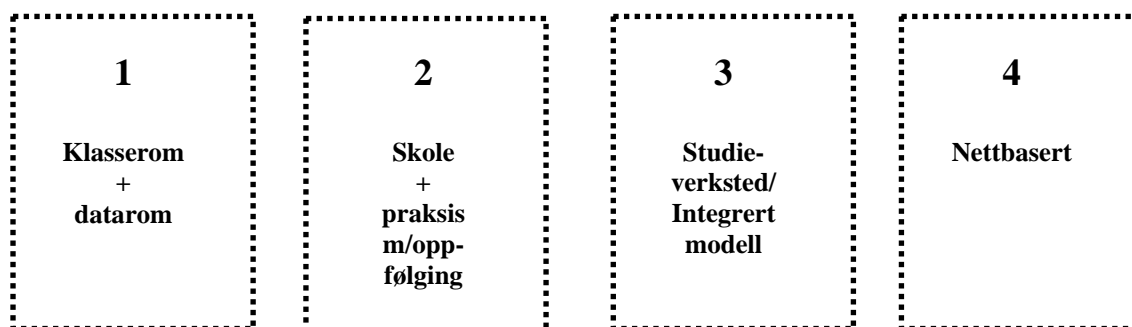 1
Klasserom
+
datarom
2
Skole
+
praksis
m/opp-
følging
3
Studie-
verksted/
Integrert
modell
4
Nettbasert